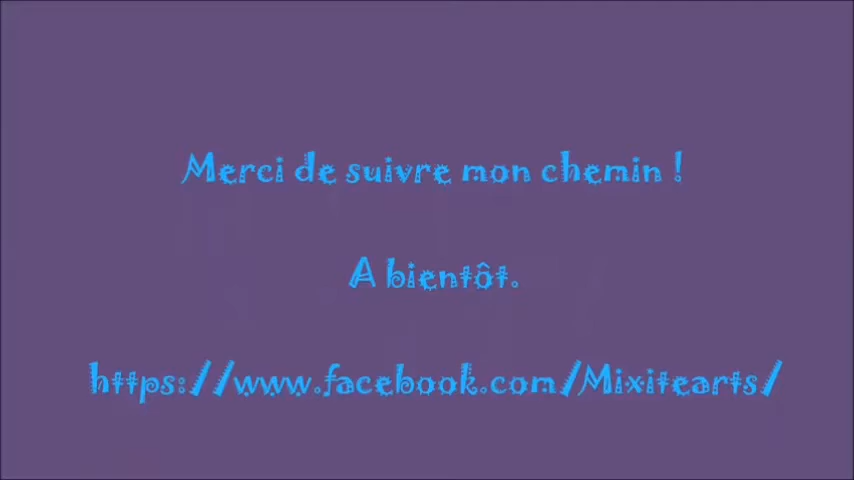 Merci de suivre mon chemin !
A bientôt.
https://www.facebook.com/Mixitearts/